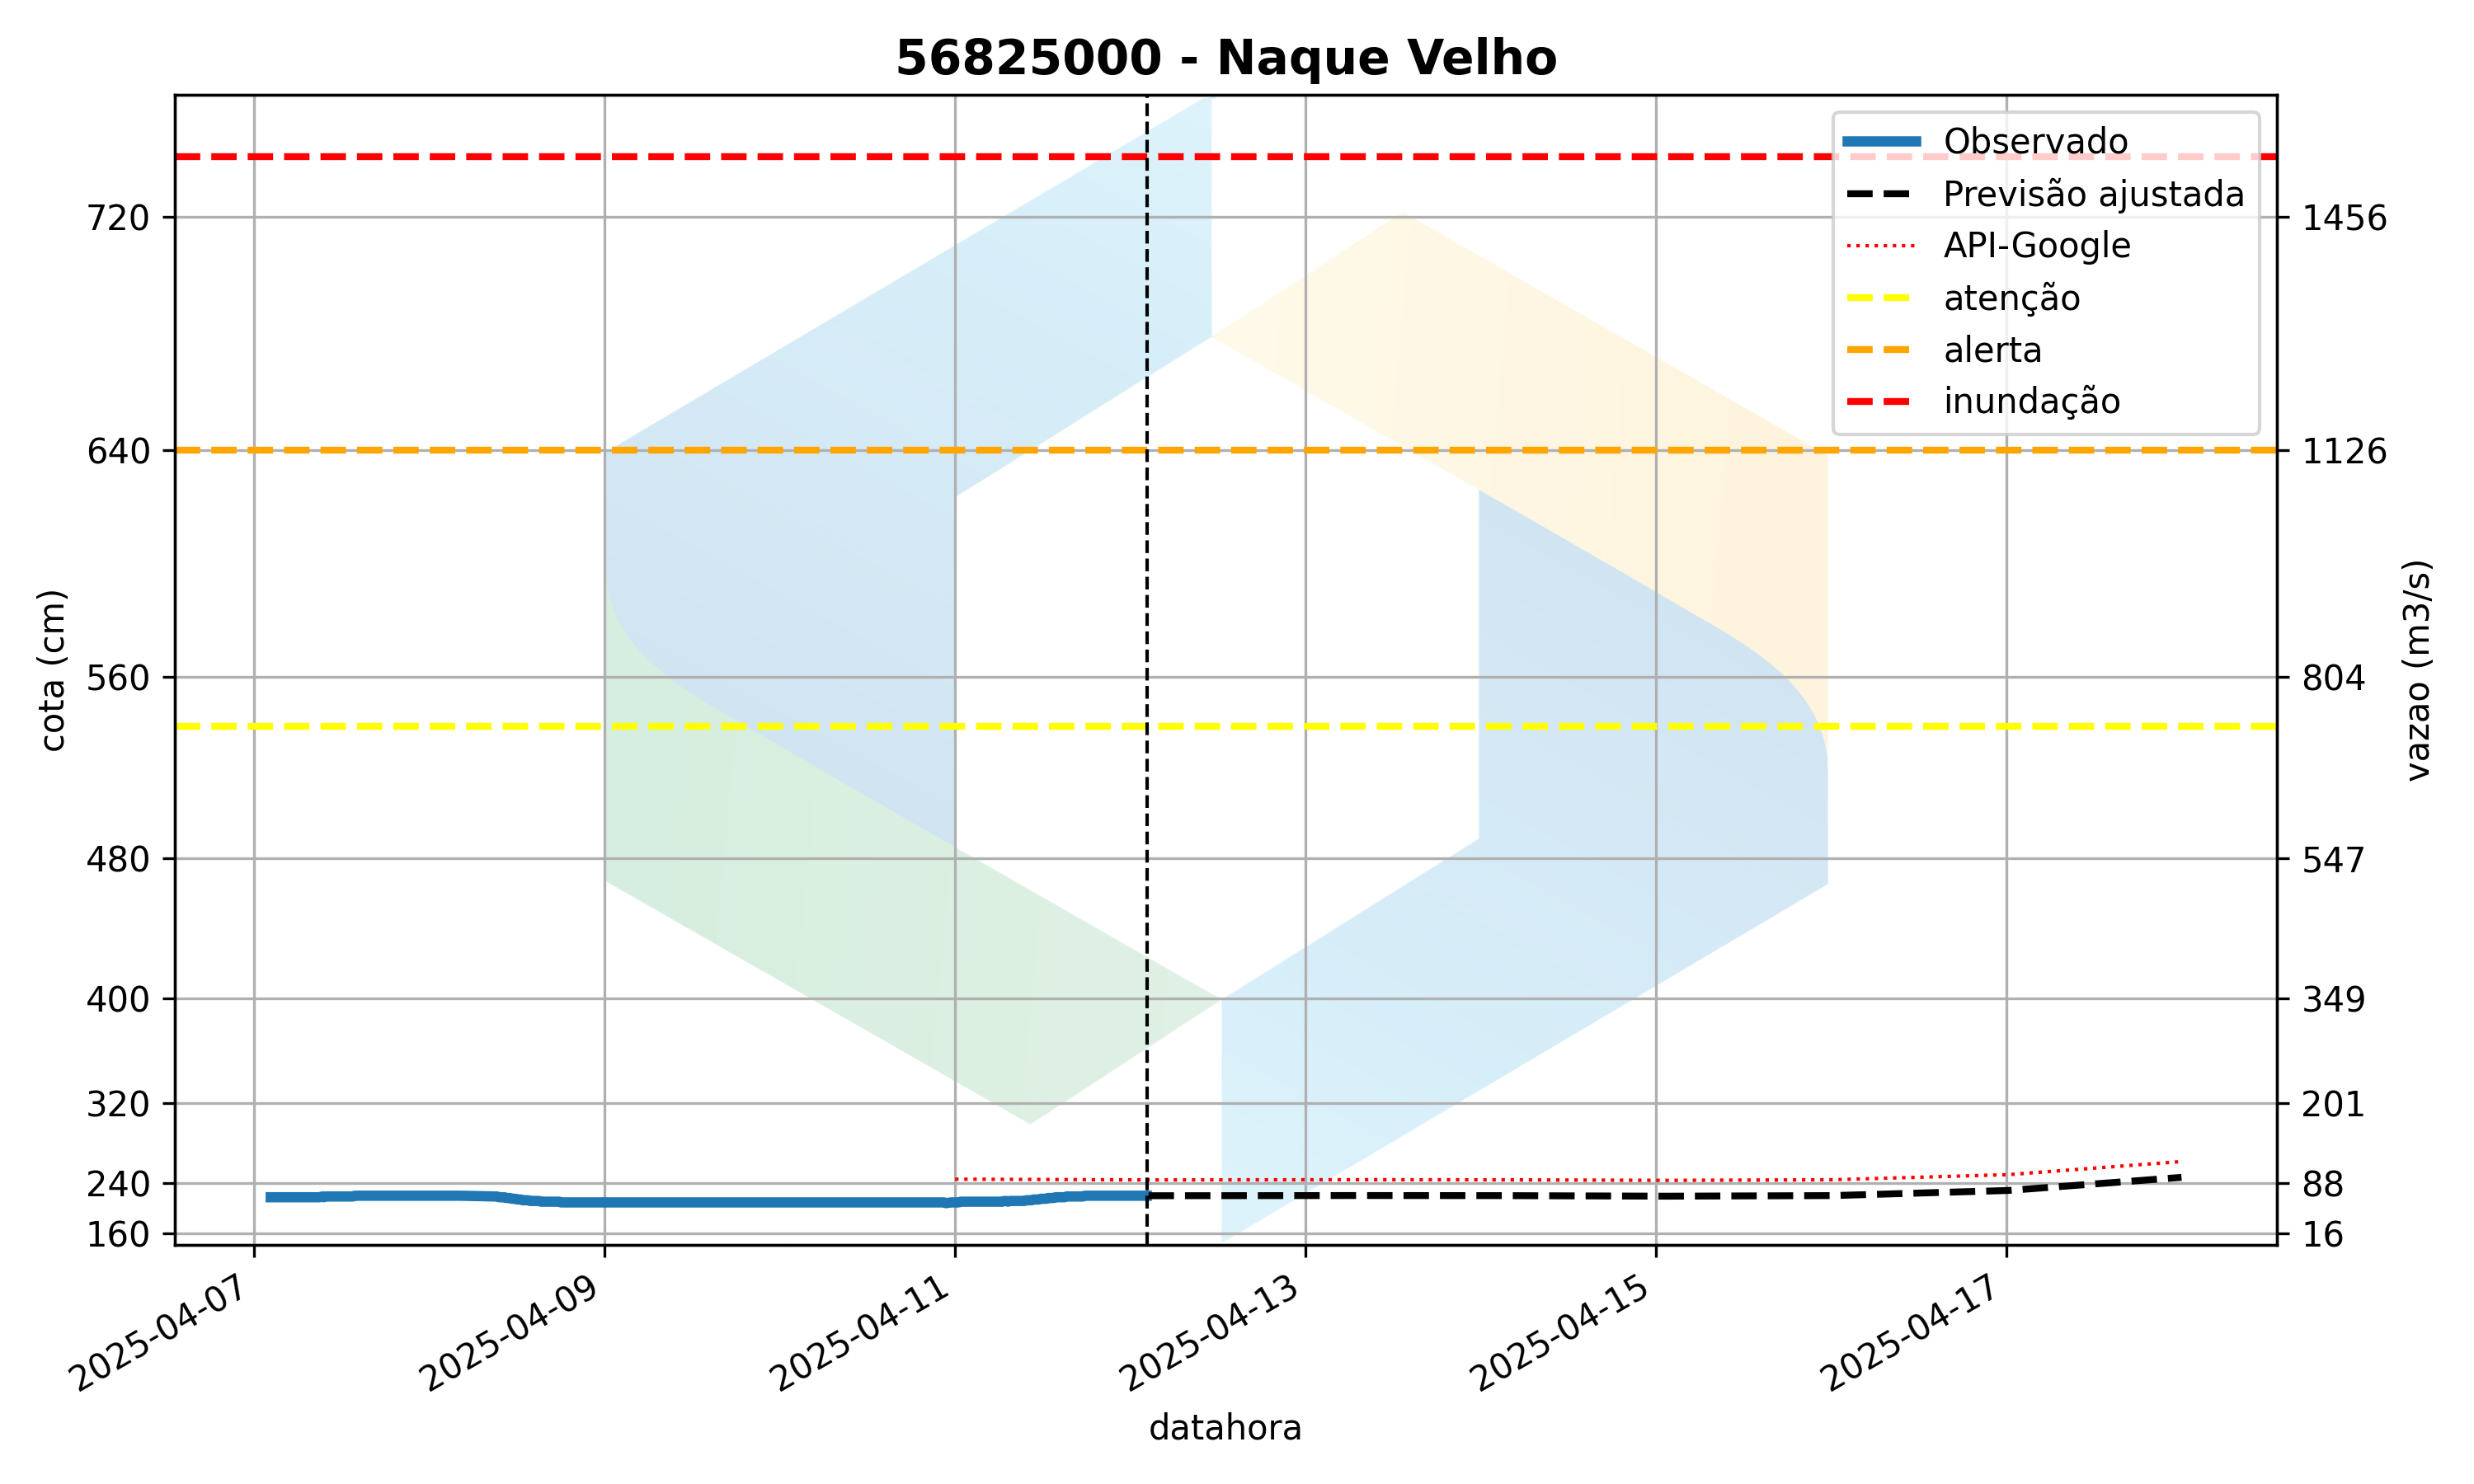 56825000 - Naque Velho
Observado
Previsão ajustada
API-Google
atenção
alerta
inundação
cota (cm)
720
640
560
480
400
320
240
160
vazao (m3/s)
1456
1126
804
547
349
201
88
16
2025-04-07
2025-04-09
2025-04-11
2025-04-13
2025-04-15
2025-04-17
datahora